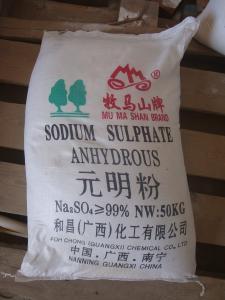 ®
牧马山牌
MU MA SHAN BRAND
SODIUM SULPHATE
ANHYDROUS
元明粉
Na₂SO₄≥99% NW:50KG
和昌(广西)化工有限公司
FOR CHONG (GUANGXI) CHEMICAL CO., LTD
中国·广西·南宁
NANNING GUANGXI CHINA